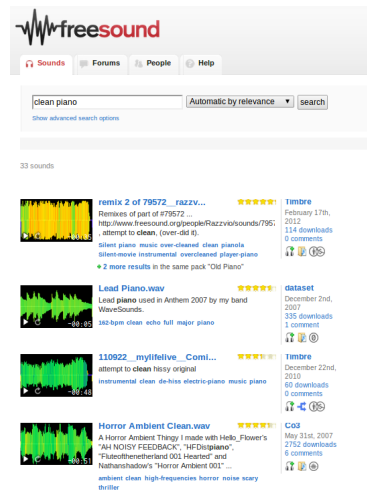 freesound
Sounds Forums People Help
clean piano Automatic by relevance search
Show advanced search options
33 sounds
remix 2 of 79572__razzv...
Remixes of part of #79572 ...
http://www.freesound.org/people/Razzvio/sounds/7957
, attempt to clean, (over-did it).
Silent piano music over-cleaned clean pianola
Silent-movie instrumental overcleaned player-piano
2 more results in the same pack "Old Piano"
Timbre
February 17th,
2012
114 downloads
0 comments
Lead Piano.wav
Lead piano used in Anthem 2007 by my band
WaveSounds.
162-bpm clean echo full major piano
-00:05
dataset
December 2nd,
2007
335 downloads
1 comment
110922__mylifelive__Comi...
attempt to clean hissy original
instrumental clean de-hiss electric-piano music piano
-00:48
Timbre
December 22nd,
2010
60 downloads
0 comments
Horror Ambient Clean.wav
A Horror Ambient Thingy I made with Hello_Flower's
"AH NOISY FEEDBACK", "HFDistpiano",
"Fluteofthenetherland 001 Hearted" and
Nathanshadow's "Horror Ambient 001" ...
ambient clean high-frequencies horror noise scary
thriller
-00:51
Co3
May 31st, 2007
2752 downloads
6 comments